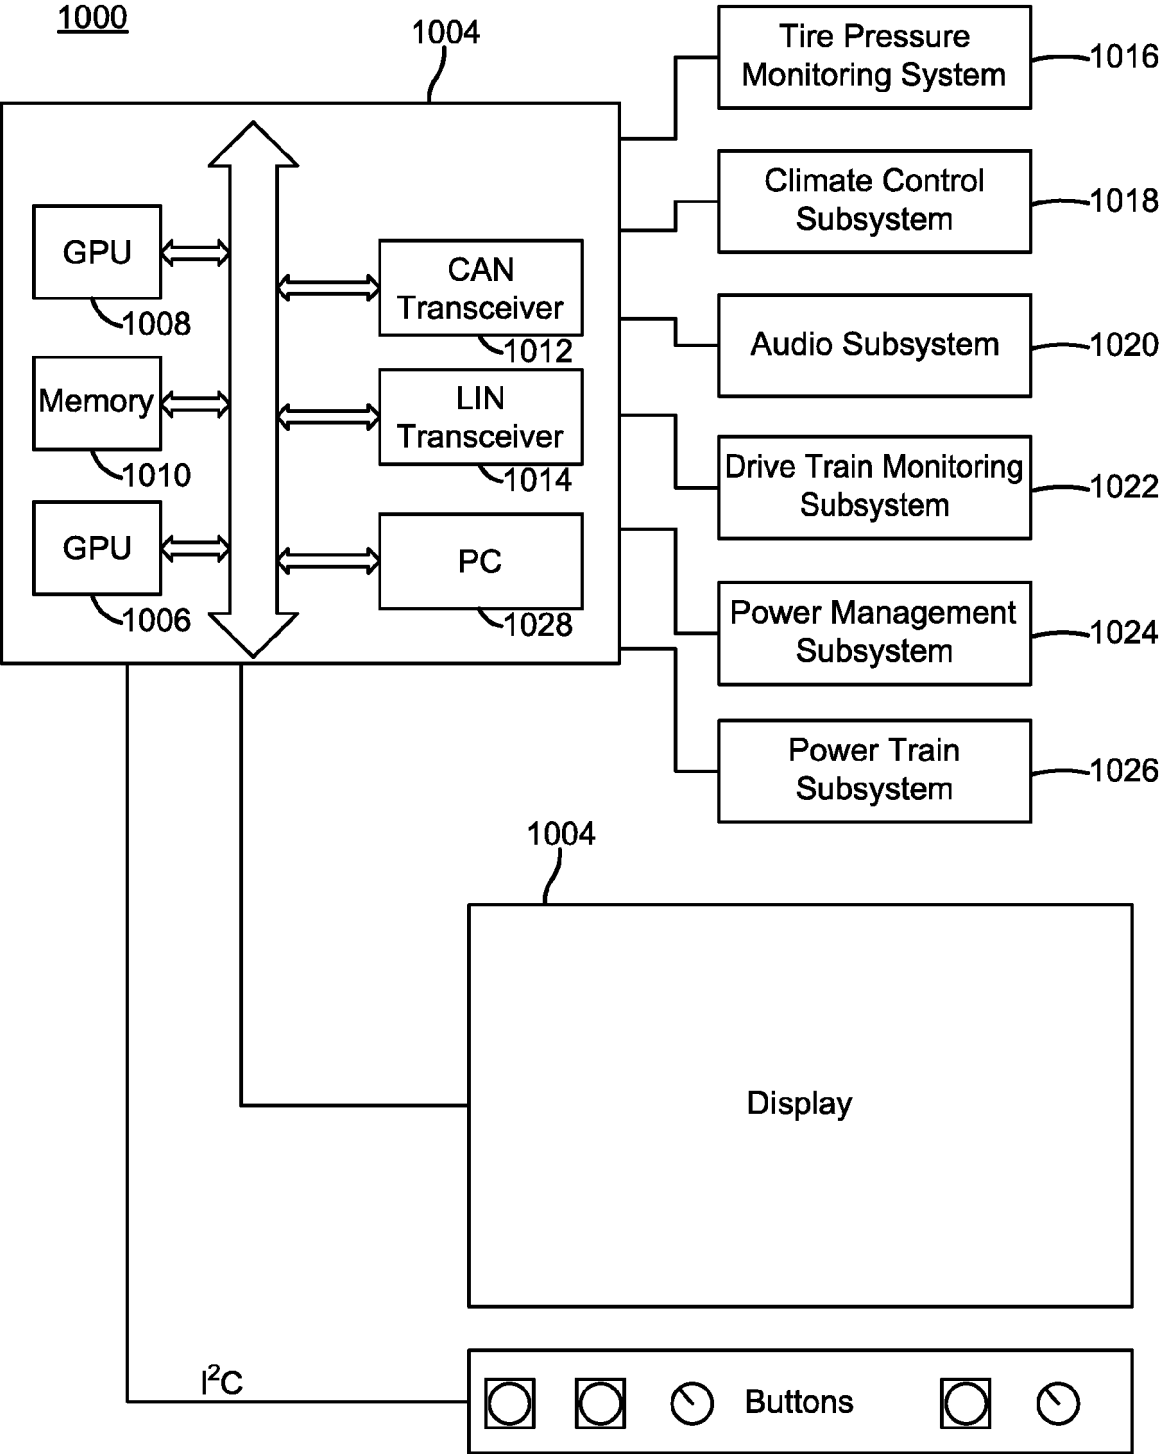 1000
1004
Tire Pressure
Monitoring System
1016
Climate Control
Subsystem
1018
GPU
1008
CAN
Transceiver
1012
Audio Subsystem
1020
Memory
1010
LIN
Transceiver
1014
Drive Train Monitoring
Subsystem
1022
GPU
1006
PC
1028
Power Management
Subsystem
1024
Power Train
Subsystem
1026
1004
Display
I²C
Buttons